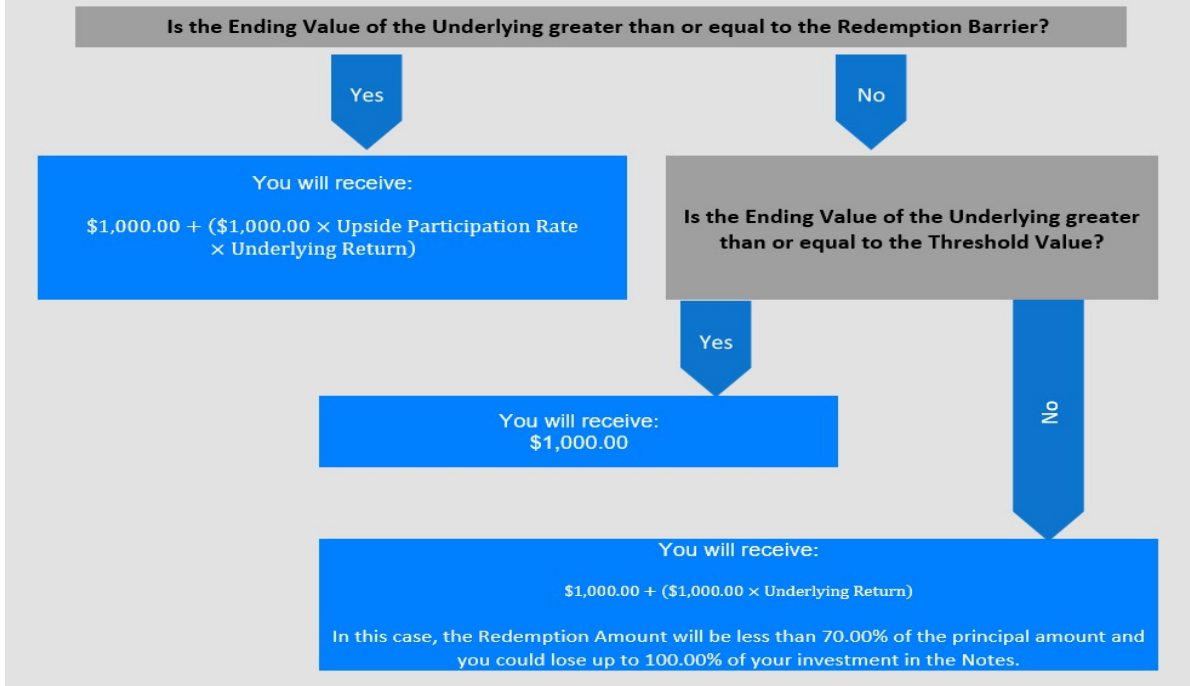 Is the Ending Value of the Underlying greater than or equal to the Redemption Barrier?
Yes
No
You will receive:
$1,000.00 + ($1,000.00 × Upside Participation Rate
× Underlying Return)
Is the Ending Value of the Underlying greater
than or equal to the Threshold Value?
Yes
No
You will receive:
$1,000.00
You will receive:
$1,000.00 + ($1,000.00 × Underlying Return)
In this case, the Redemption Amount will be less than 70.00% of the principal amount and
you could lose up to 100.00% of your investment in the Notes.